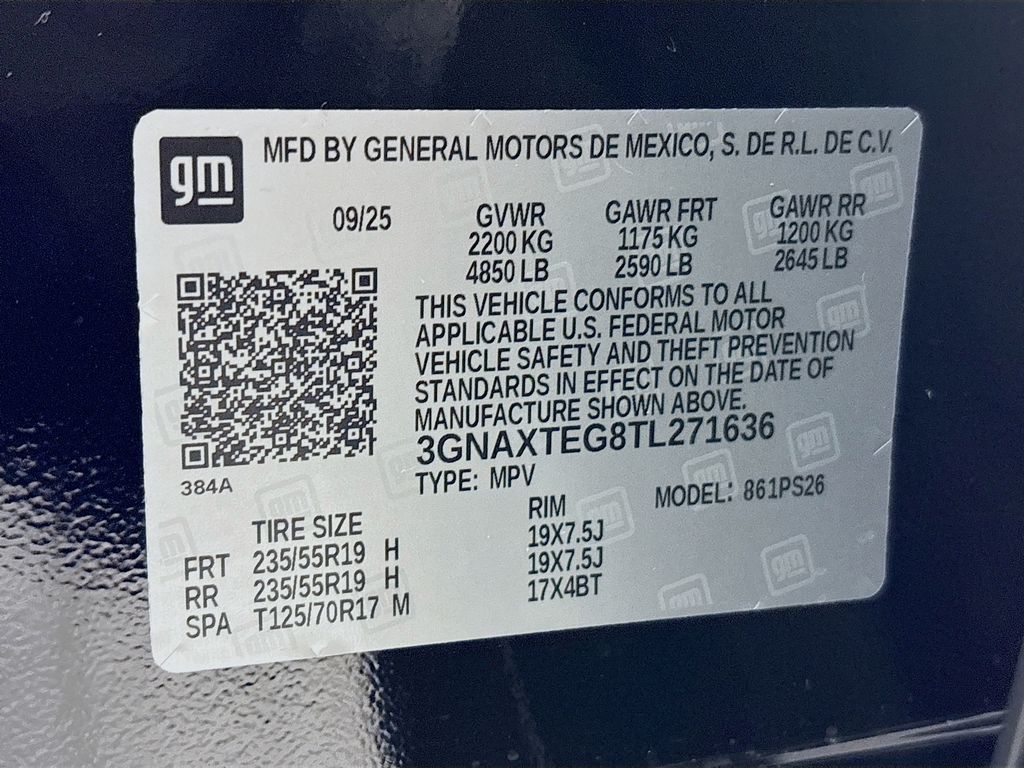 gm
MFD BY GENERAL MOTORS DE MEXICO, S. DE R.L. DE C.V.
09/25 GVWR GAWR FRT GAWR RR
2200 KG 1175 KG 1200 KG
4850 LB 2590 LB 2645 LB
THIS VEHICLE CONFORMS TO ALL
APPLICABLE U.S. FEDERAL MOTOR
VEHICLE SAFETY AND THEFT PREVENTION
STANDARDS IN EFFECT ON THE DATE OF
MANUFACTURE SHOWN ABOVE.
3GNAXTEG8TL271636
384A
TYPE: MPV MODEL: 861PS26
TIRE SIZE RIM
FRT 235/55R19 H 19X7.5J
RR 235/55R19 H 19X7.5J
SPA T125/70R17 M 17X4BT